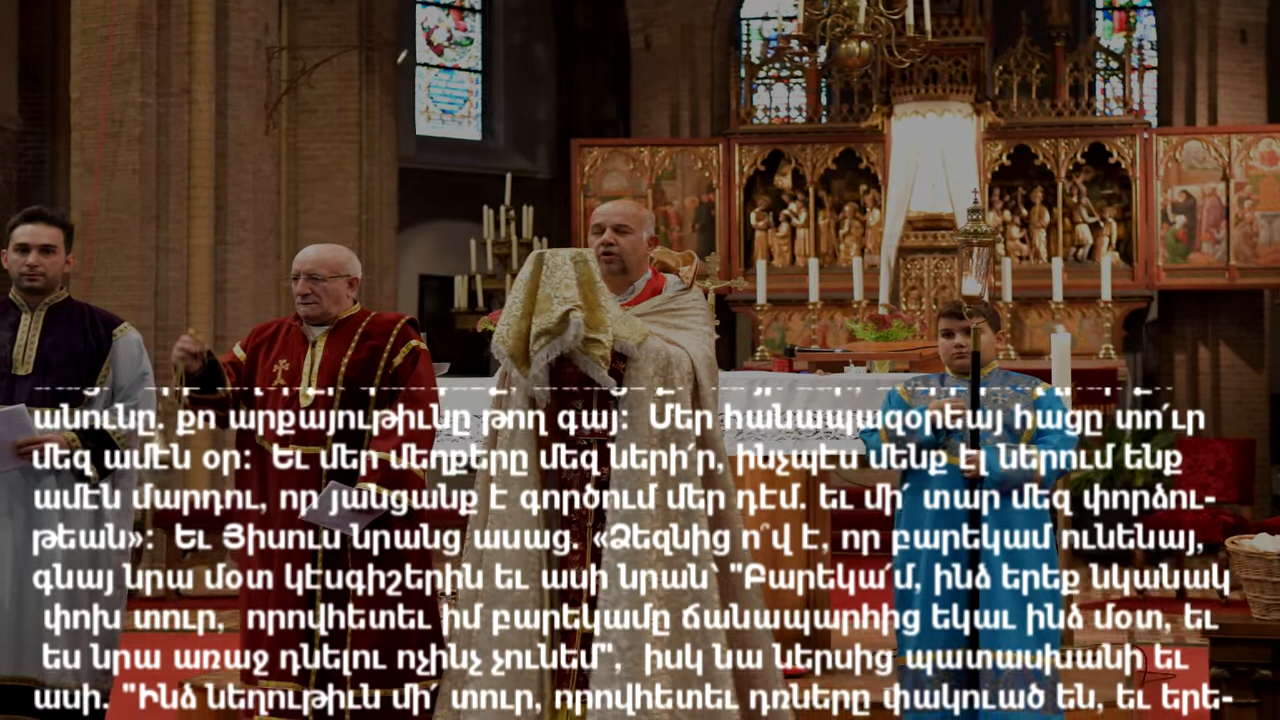 անունը. քո արքայութիւնը թող գայ։ Մեր հանապազօրեայ հացը տո՛ւր
մեզ ամէն օր։ Եւ մեր մեղքերը մեզ ների՛ր, ինչպէս մենք էլ ներում ենք
ամէն մարդու, որ յանցանք է գործում մեր դէմ. եւ մի՛ տար մեզ փորձու-
թեան»։ Եւ Յիսուս նրանց ասաց. «Ձեզնից ո՞վ է, որ բարեկամ ունենայ,
գնայ նրա մօտ կէսգիշերին եւ ասի նրան՝ "Բարեկա՛մ, ինձ երեք նկանակ
փոխ տուր, որովհետեւ իմ բարեկամը ճանապարհից եկաւ ինձ մօտ, եւ
ես նրա առաջ դնելու ոչինչ չունեմ", իսկ նա ներսից պատասխանի եւ
ասի. "Ինձ նեղութիւն մի՛ տուր, որովհետեւ դռները փակուած են, եւ երե-